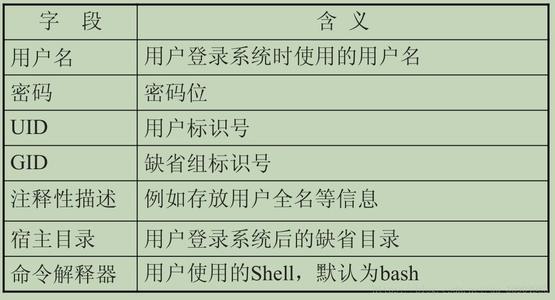 字 段 含 义
用户名 用户登录系统时使用的用户名
密码 密码位
UID 用户标识号
GID 缺省组标识号
注释性描述 例如存放用户全名等信息
宿主目录 用户登录系统后的缺省目录
命令解释器 用户使用的Shell，默认为bash